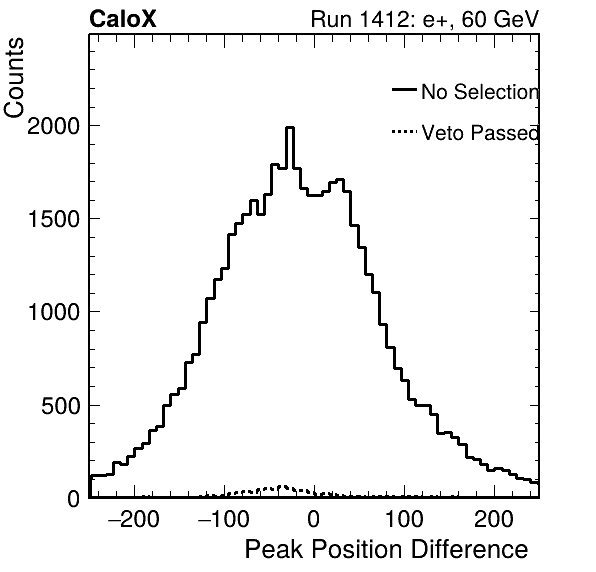 CaloX Run 1412: e+, 60 GeV
Counts
No Selection
Veto Passed
2000
1500
1000
500
0
−200 −100 0 100 200
Peak Position Difference